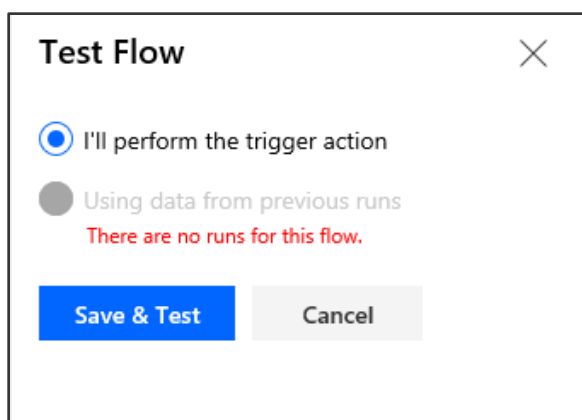 Test Flow
I'll perform the trigger action
Using data from previous runs
There are no runs for this flow.
Save & Test
Cancel